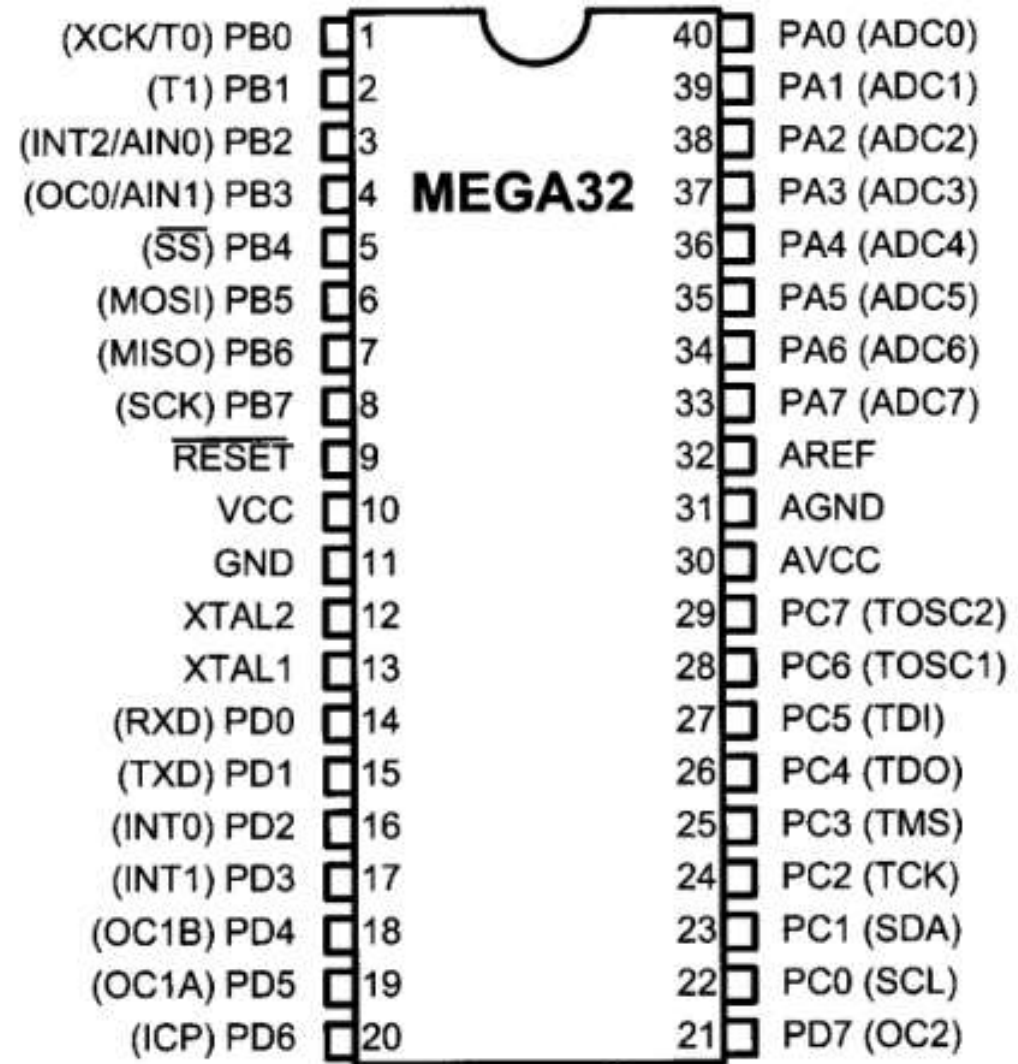 (XCK/T0) PB0 1 40 PA0 (ADC0)
(T1) PB1 2 39 PA1 (ADC1)
(INT2/AIN0) PB2 3 38 PA2 (ADC2)
(OC0/AIN1) PB3 4 MEGA32 37 PA3 (ADC3)
(SS) PB4 5 36 PA4 (ADC4)
(MOSI) PB5 6 35 PA5 (ADC5)
(MISO) PB6 7 34 PA6 (ADC6)
(SCK) PB7 8 33 PA7 (ADC7)
RESET 9 32 AREF
VCC 10 31 AGND
GND 11 30 AVCC
XTAL2 12 29 PC7 (TOSC2)
XTAL1 13 28 PC6 (TOSC1)
(RXD) PD0 14 27 PC5 (TDI)
(TXD) PD1 15 26 PC4 (TDO)
(INT0) PD2 16 25 PC3 (TMS)
(INT1) PD3 17 24 PC2 (TCK)
(OC1B) PD4 18 23 PC1 (SDA)
(OC1A) PD5 19 22 PC0 (SCL)
(ICP) PD6 20 21 PD7 (OC2)